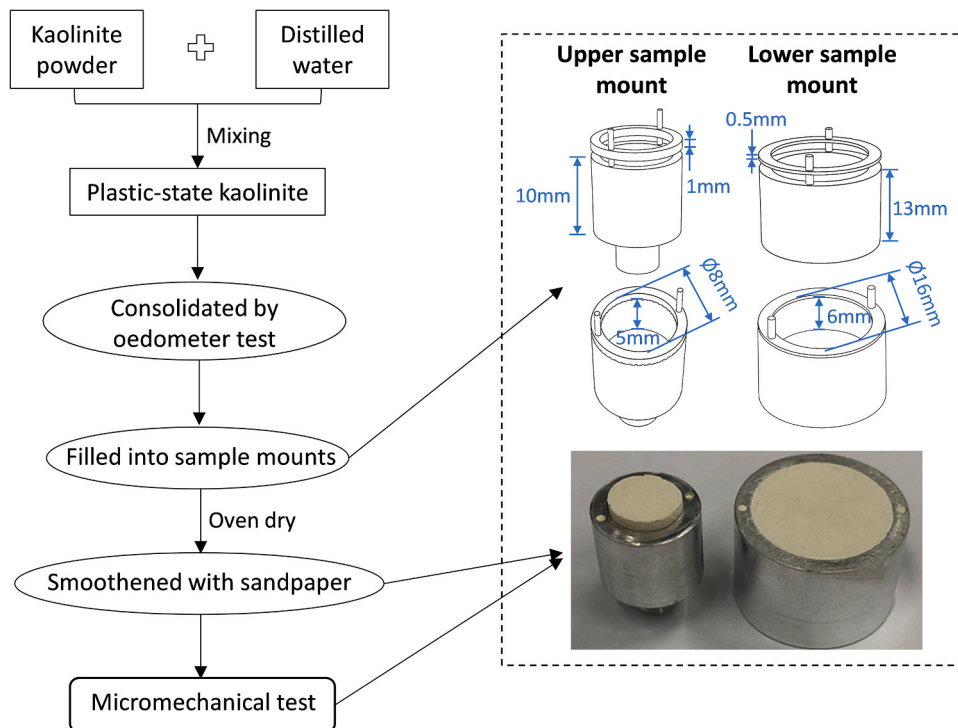 Kaolinite
powder
Distilled
water
Mixing
Plastic-state kaolinite
Consolidated by
oedometer test
Filled into sample mounts
Oven dry
Smoothened with sandpaper
Micromechanical test
Upper sample
mount
Lower sample
mount
0.5mm
10mm
1mm
13mm
Ø8mm
5mm
Ø16mm
6mm